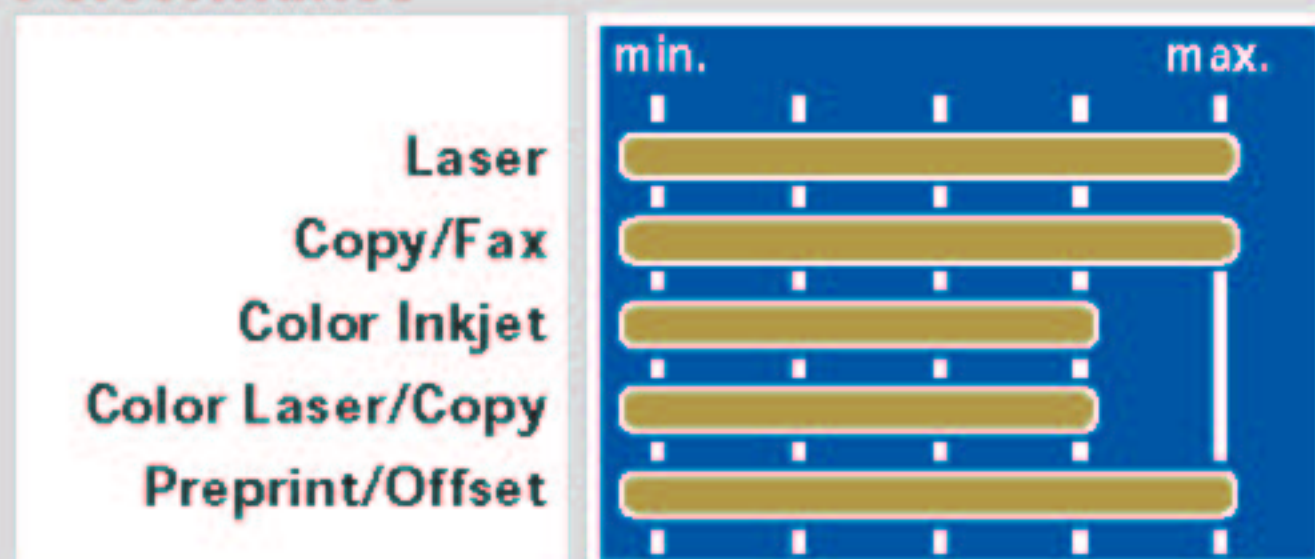 min. max.
Laser
Copy/Fax
Color Inkjet
Color Laser/Copy
Preprint/Offset